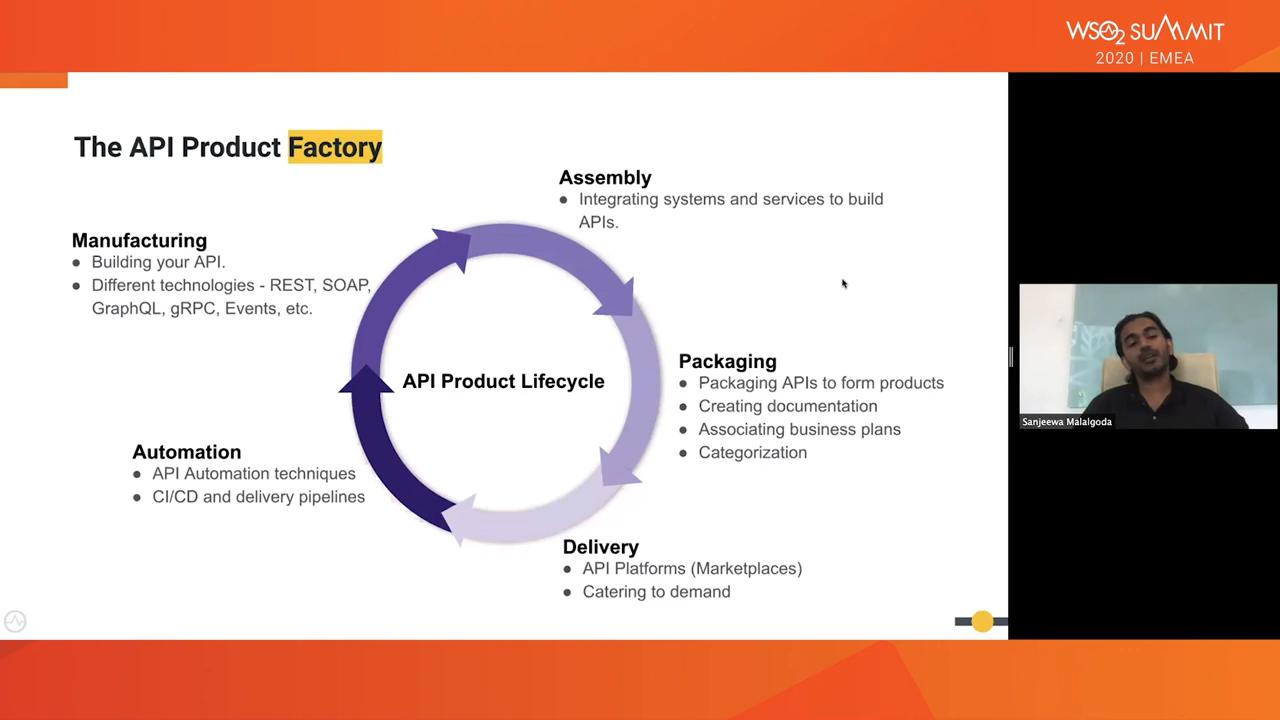 WSO2 SUMMIT
2020 | EMEA
The API Product Factory
Assembly
● Integrating systems and services to build
APIs.
Manufacturing
● Building your API.
● Different technologies - REST, SOAP,
GraphQL, gRPC, Events, etc.
API Product Lifecycle
Packaging
● Packaging APIs to form products
● Creating documentation
● Associating business plans
● Categorization
Automation
● API Automation techniques
● CI/CD and delivery pipelines
Delivery
● API Platforms (Marketplaces)
● Catering to demand
Sanjeewa Malalgoda